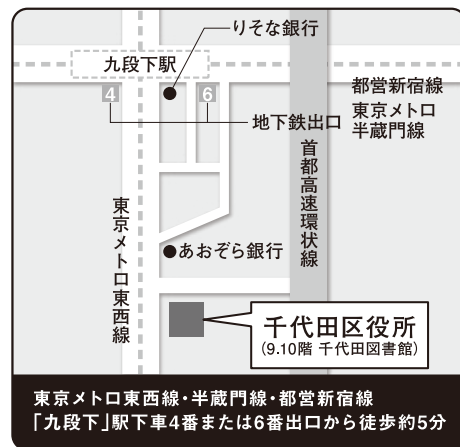 りそな銀行
九段下駅
4
6
都営新宿線
東京メトロ
半蔵門線
地下鉄出口
首都高速環状線
東京メトロ東西線
あおぞら銀行
千代田区役所
(9.10階 千代田図書館)
東京メトロ東西線・半蔵門線・都営新宿線
「九段下」駅下車4番または6番出口から徒歩約5分